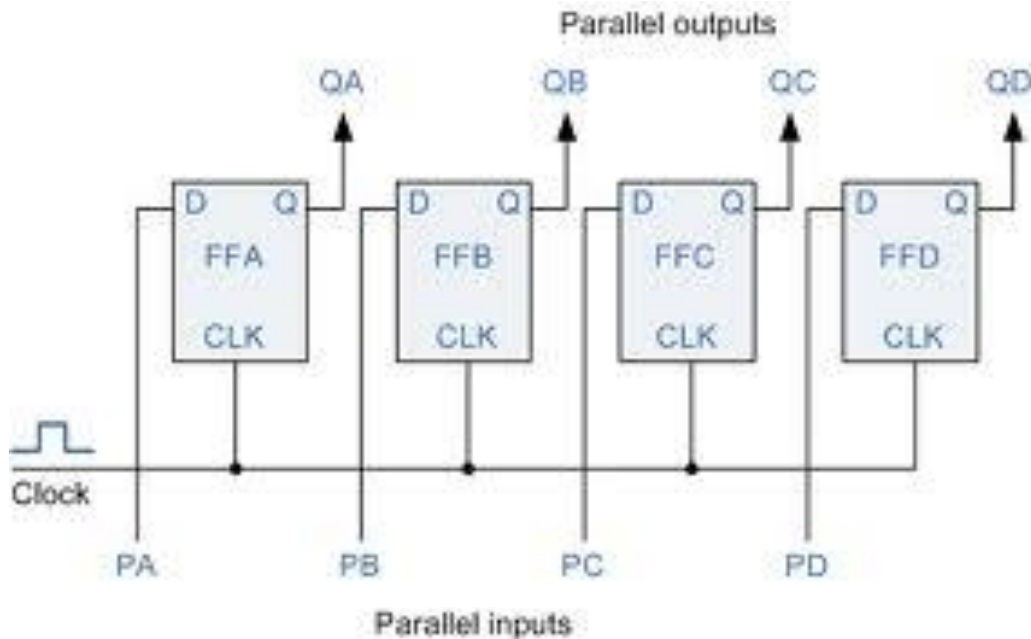 Parallel outputs
QA QB QC QD
D Q D Q D Q D Q
FFA FFB FFC FFD
CLK CLK CLK CLK
Clock
PA PB PC PD
Parallel inputs